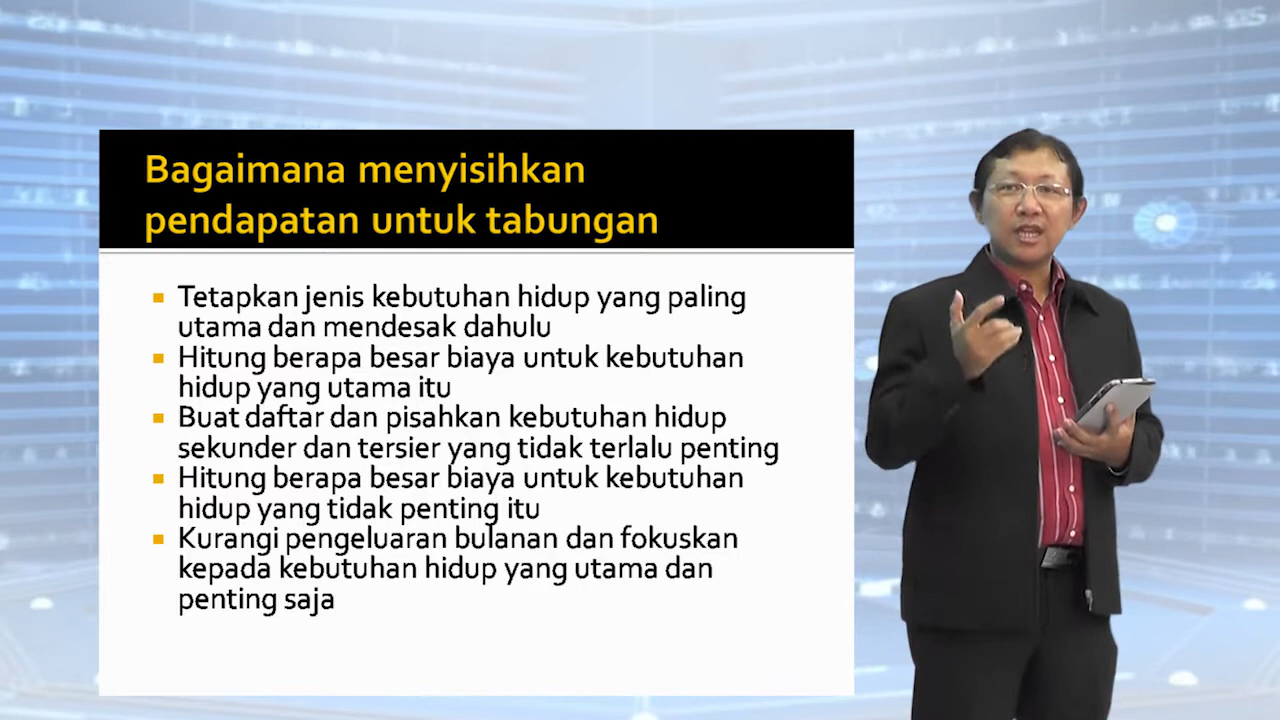 Bagaimana menyisihkan
pendapatan untuk tabungan
Tetapkan jenis kebutuhan hidup yang paling
utama dan mendesak dahulu
Hitung berapa besar biaya untuk kebutuhan
hidup yang utama itu
Buat daftar dan pisahkan kebutuhan hidup
sekunder dan tersier yang tidak terlalu penting
Hitung berapa besar biaya untuk kebutuhan
hidup yang tidak penting itu
Kurangi pengeluaran bulanan dan fokuskan
kepada kebutuhan hidup yang utama dan
penting saja